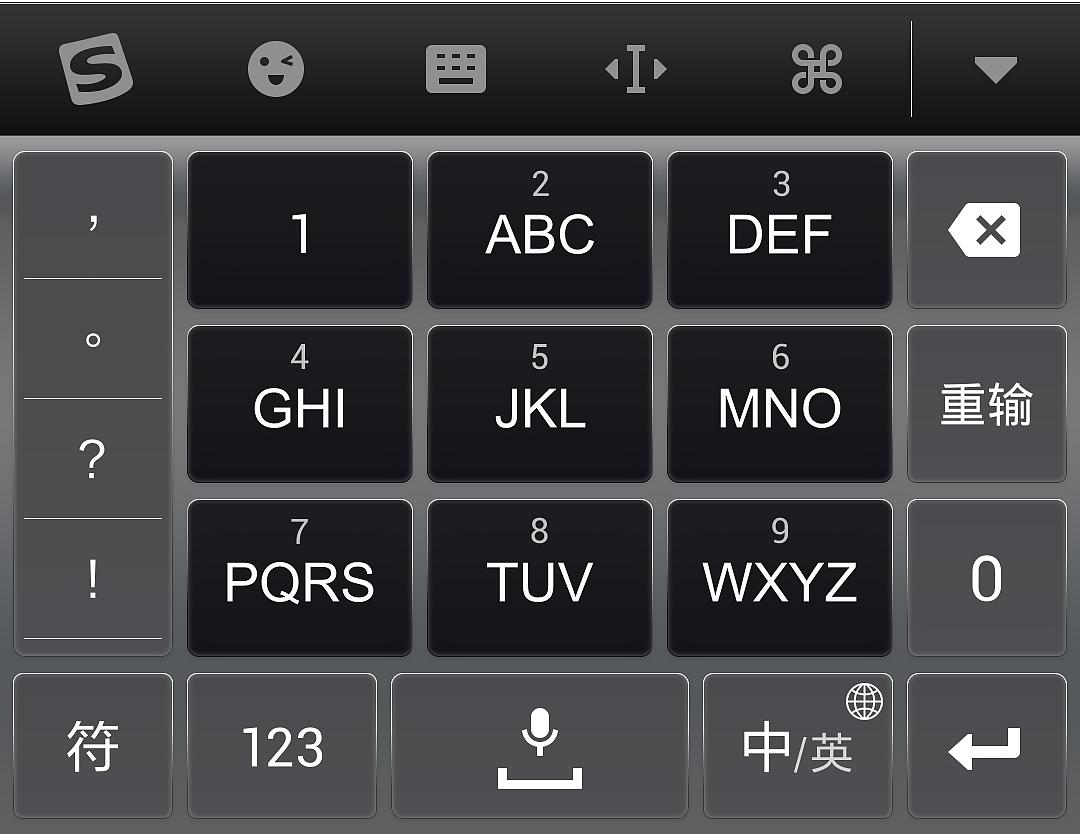 S
，
1
2
ABC
3
DEF
。
4
GHI
5
JKL
6
MNO
重输
?
7
PQRS
8
TUV
9
WXYZ
0
!
符
123
中/英